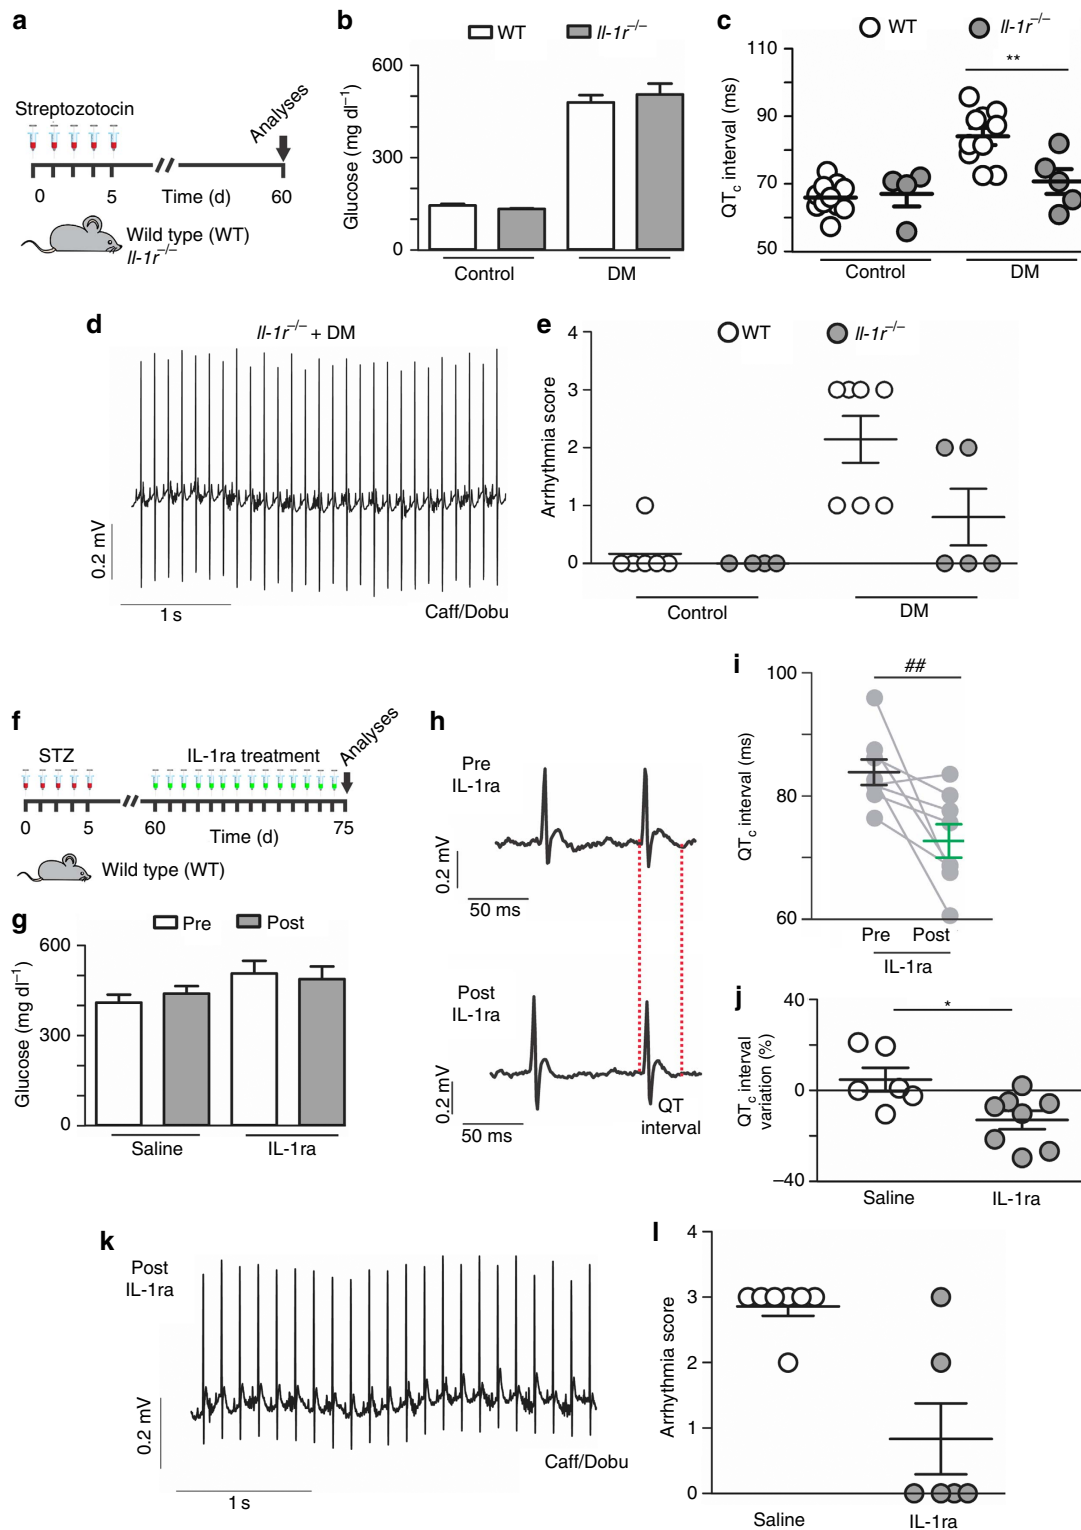 a
Streptozotocin
Analyses
0 5 Time (d) 60
Wild type (WT)
Il-1r−/−
b
WT Il-1r−/−
Glucose (mg dl−1)
600
300
0
Control DM
c
WT Il-1r−/−
QTc interval (ms)
110
90
70
50
**
Control DM
d
Il-1r−/− + DM
0.2 mV
1 s
Caff/Dobu
e
WT Il-1r−/−
Arrhythmia score
4
3
2
1
0
Control DM
f
STZ IL-1ra treatment
Analyses
0 5 60 75
Time (d)
Wild type (WT)
g
Pre Post
Glucose (mg dl−1)
600
300
0
Saline IL-1ra
h
Pre
IL-1ra
0.2 mV
50 ms
Post
IL-1ra
0.2 mV
50 ms
QT
interval
i
##
QTc interval (ms)
100
80
60
Pre Post
IL-1ra
j
*
QTc interval
variation (%)
40
0
−40
Saline IL-1ra
k
Post
IL-1ra
0.2 mV
1 s
Caff/Dobu
l
Arrhythmia score
4
3
2
1
0
Saline IL-1ra